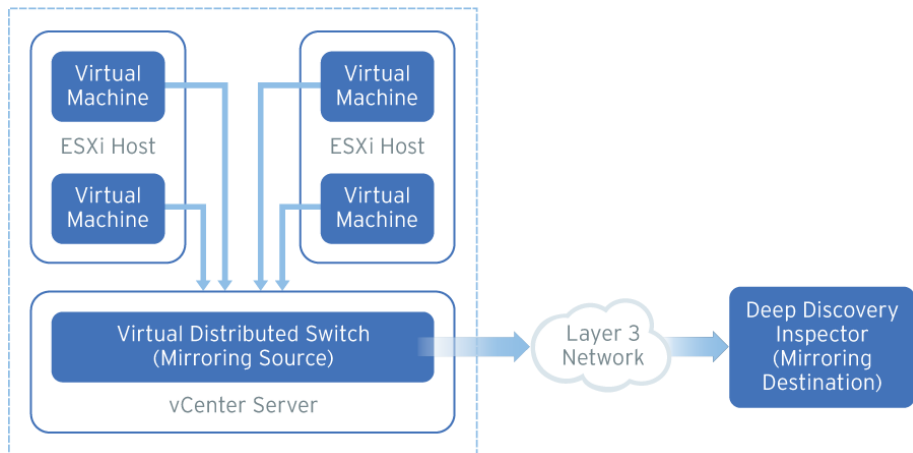 Virtual
Machine
ESXi Host
Virtual
Machine
Virtual
Machine
ESXi Host
Virtual
Machine
Virtual Distributed Switch
(Mirroring Source)
vCenter Server
Layer 3
Network
Deep Discovery
Inspector
(Mirroring
Destination)